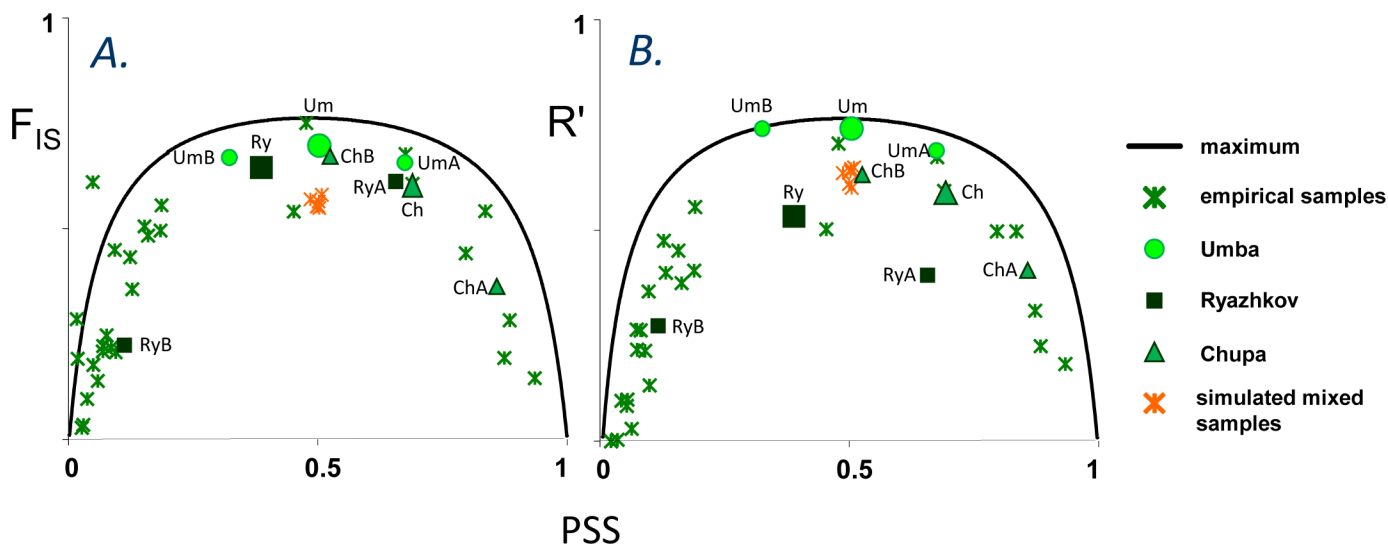 1
A.
F_IS
Um
Ry
UmB
ChB
UmA
RyA
Ch
ChA
RyB
0
0.5
1
1
B.
R'
UmB
Um
UmA
ChB
Ry
Ch
RyA
ChA
RyB
0
0.5
1
PSS
maximum
empirical samples
Umba
Ryazhkov
Chupa
simulated mixed
samples